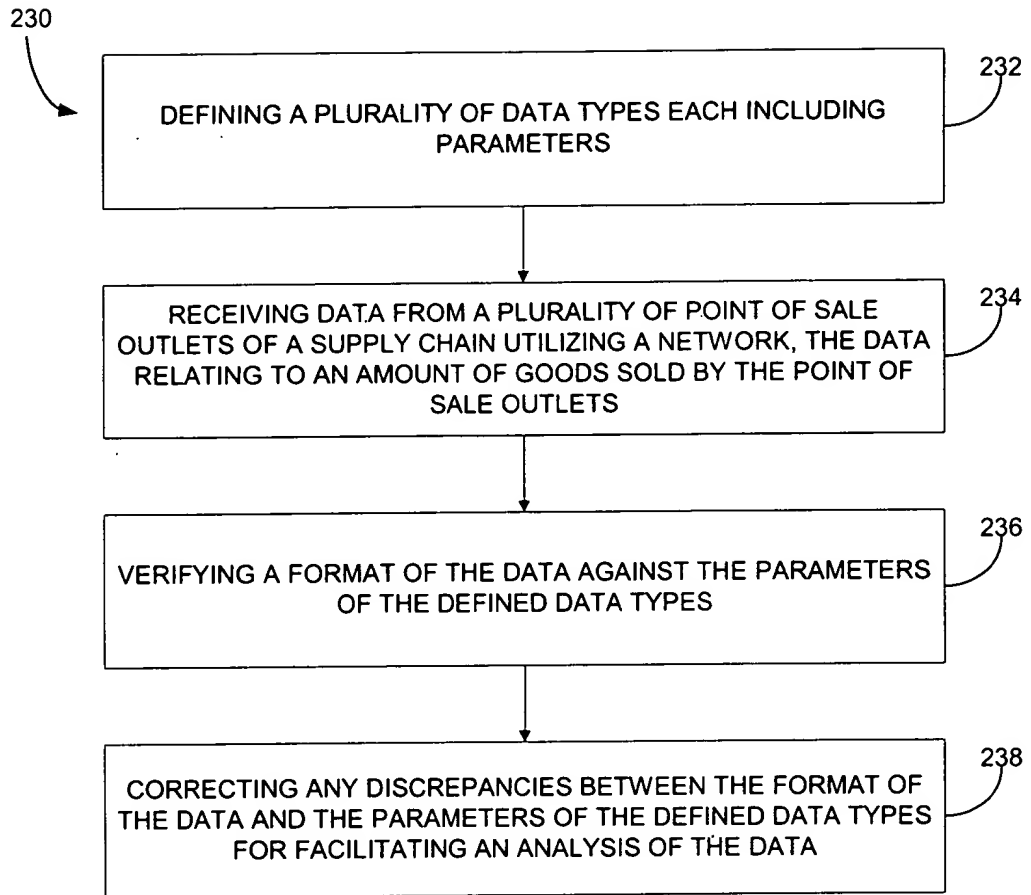 230
232
DEFINING A PLURALITY OF DATA TYPES EACH INCLUDING
PARAMETERS
234
RECEIVING DATA FROM A PLURALITY OF POINT OF SALE
OUTLETS OF A SUPPLY CHAIN UTILIZING A NETWORK, THE DATA
RELATING TO AN AMOUNT OF GOODS SOLD BY THE POINT OF
SALE OUTLETS
236
VERIFYING A FORMAT OF THE DATA AGAINST THE PARAMETERS
OF THE DEFINED DATA TYPES
238
CORRECTING ANY DISCREPANCIES BETWEEN THE FORMAT OF
THE DATA AND THE PARAMETERS OF THE DEFINED DATA TYPES
FOR FACILITATING AN ANALYSIS OF THE DATA